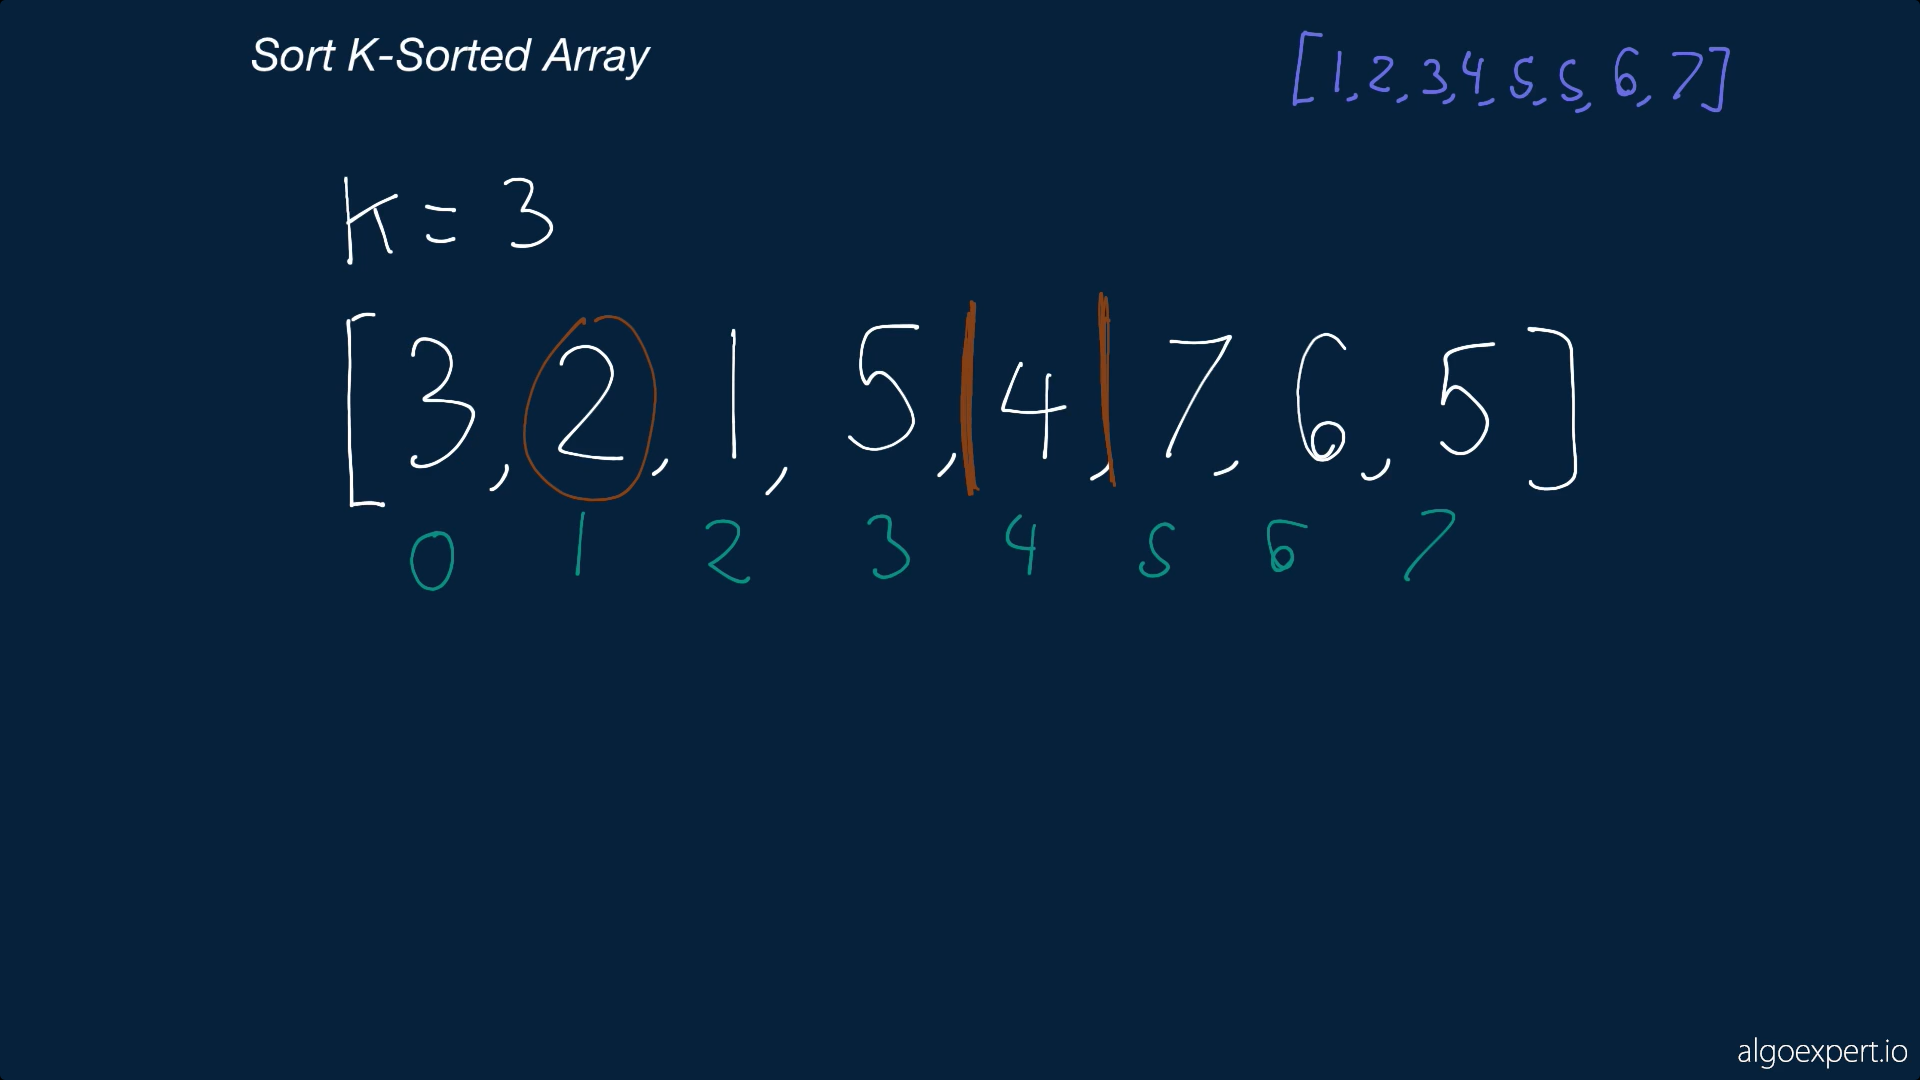 Sort K-Sorted Array
[1, 2, 3, 4, 5, 5, 6, 7]
K = 3
[3, 2, 1, 5, 4, 7, 6, 5]
0 1 2 3 4 5 6 7
algoexpert.io